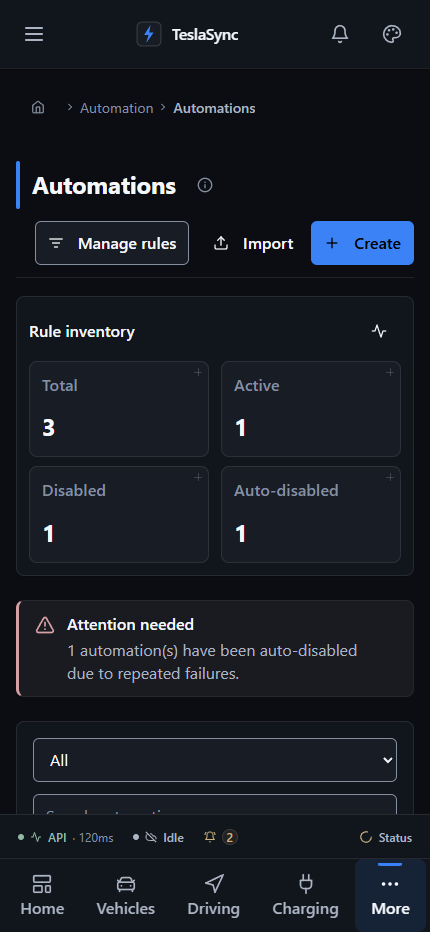 TeslaSync
Automation Automations
Automations
Manage rules Import Create
Rule inventory
Total Active
3 1
Disabled Auto-disabled
1 1
Attention needed
1 automation(s) have been auto-disabled
due to repeated failures.
All
API · 120ms Idle 2 Status
Home Vehicles Driving Charging More